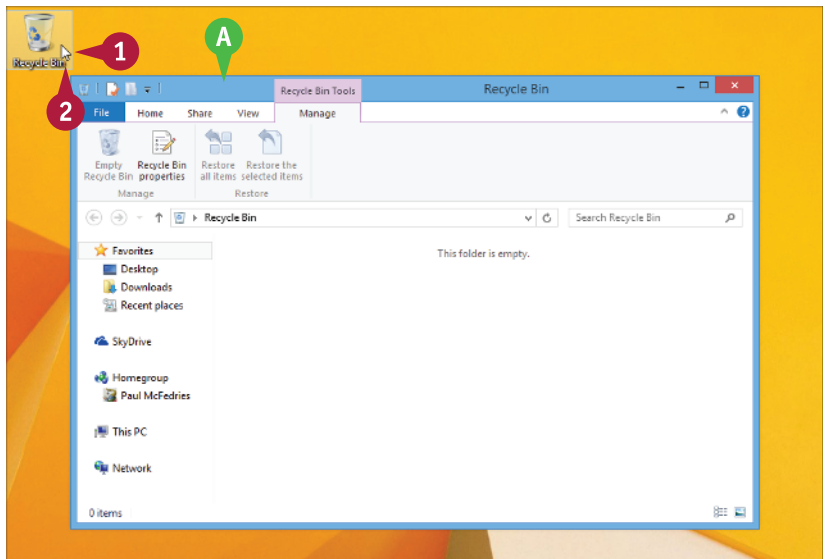 Recycle Bin
1
A
2
Recycle Bin Tools
Recycle Bin
File Home Share View Manage
Empty Recycle Bin Restore Restore the
Recycle Bin properties all items selected items
Manage Restore
Recycle Bin Search Recycle Bin
Favorites
This folder is empty.
Desktop
Downloads
Recent places
SkyDrive
Homegroup
Paul McFedries
This PC
Network
0 items